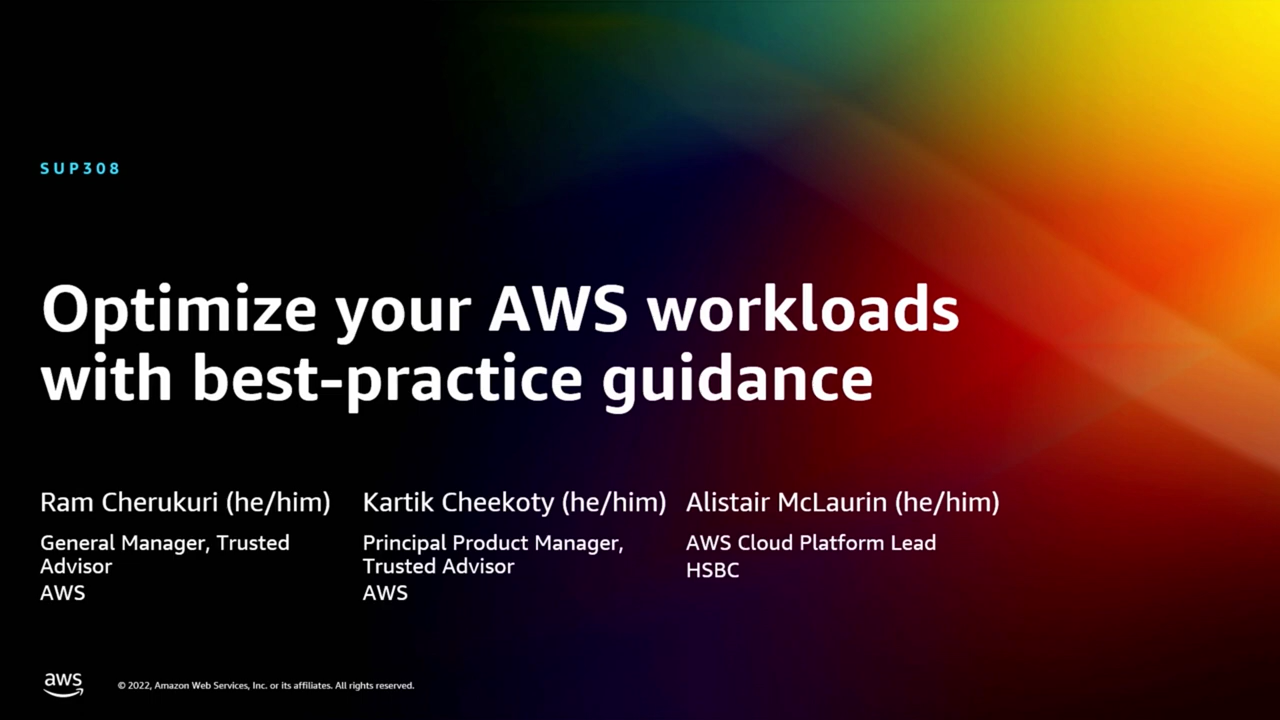 SUP308
Optimize your AWS workloads
with best-practice guidance
Ram Cherukuri (he/him)
General Manager, Trusted
Advisor
AWS
Kartik Cheekoty (he/him)
Principal Product Manager,
Trusted Advisor
AWS
Alistair McLaurin (he/him)
AWS Cloud Platform Lead
HSBC
aws
© 2022, Amazon Web Services, Inc. or its affiliates. All rights reserved.